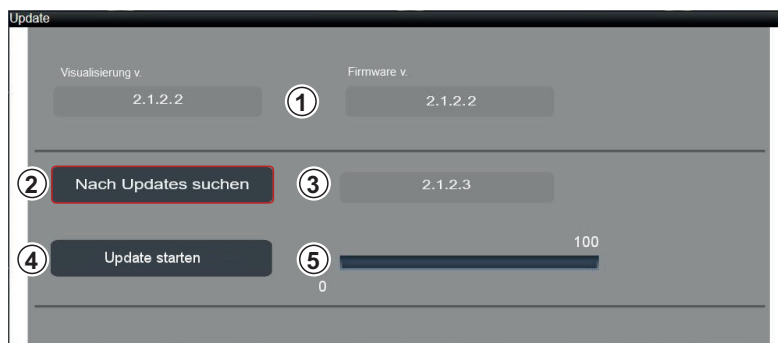 Update
Visualisierung v.
Firmware v.
2.1.2.2
1
2.1.2.2
2
Nach Updates suchen
3
2.1.2.3
100
4
Update starten
5
0